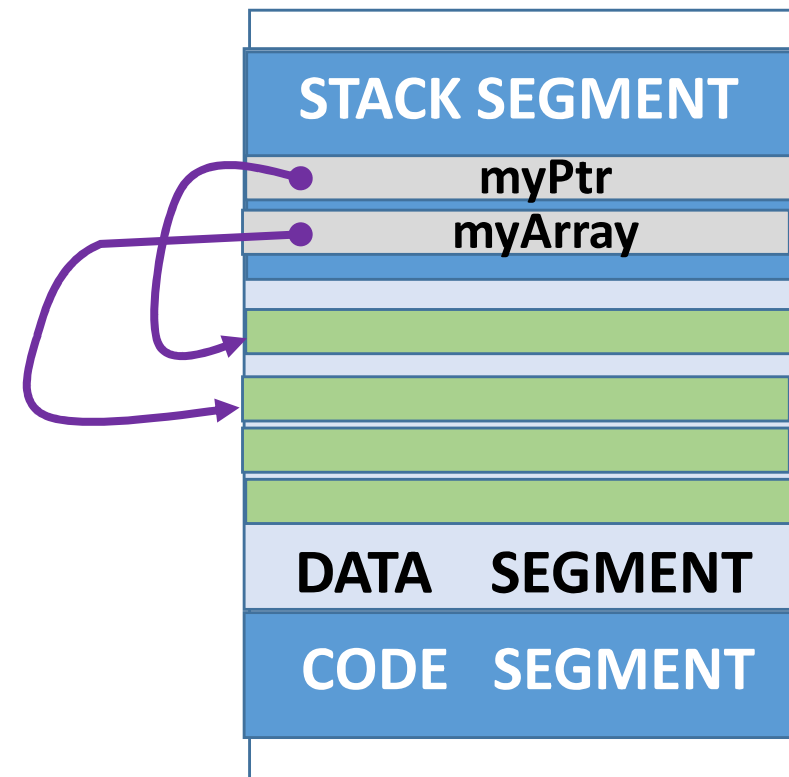 STACK SEGMENT
myPtr
myArray
DATA SEGMENT
CODE SEGMENT